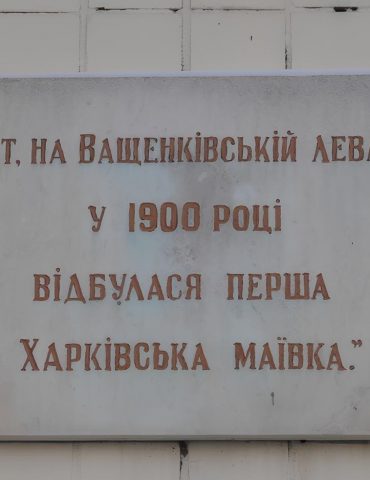 Т, НА ВАЩЕНКІВСЬКІЙ ЛЕВА
У 1900 РОЦІ
ВІДБУЛАСЯ ПЕРША
ХАРКІВСЬКА МАЇВКА."